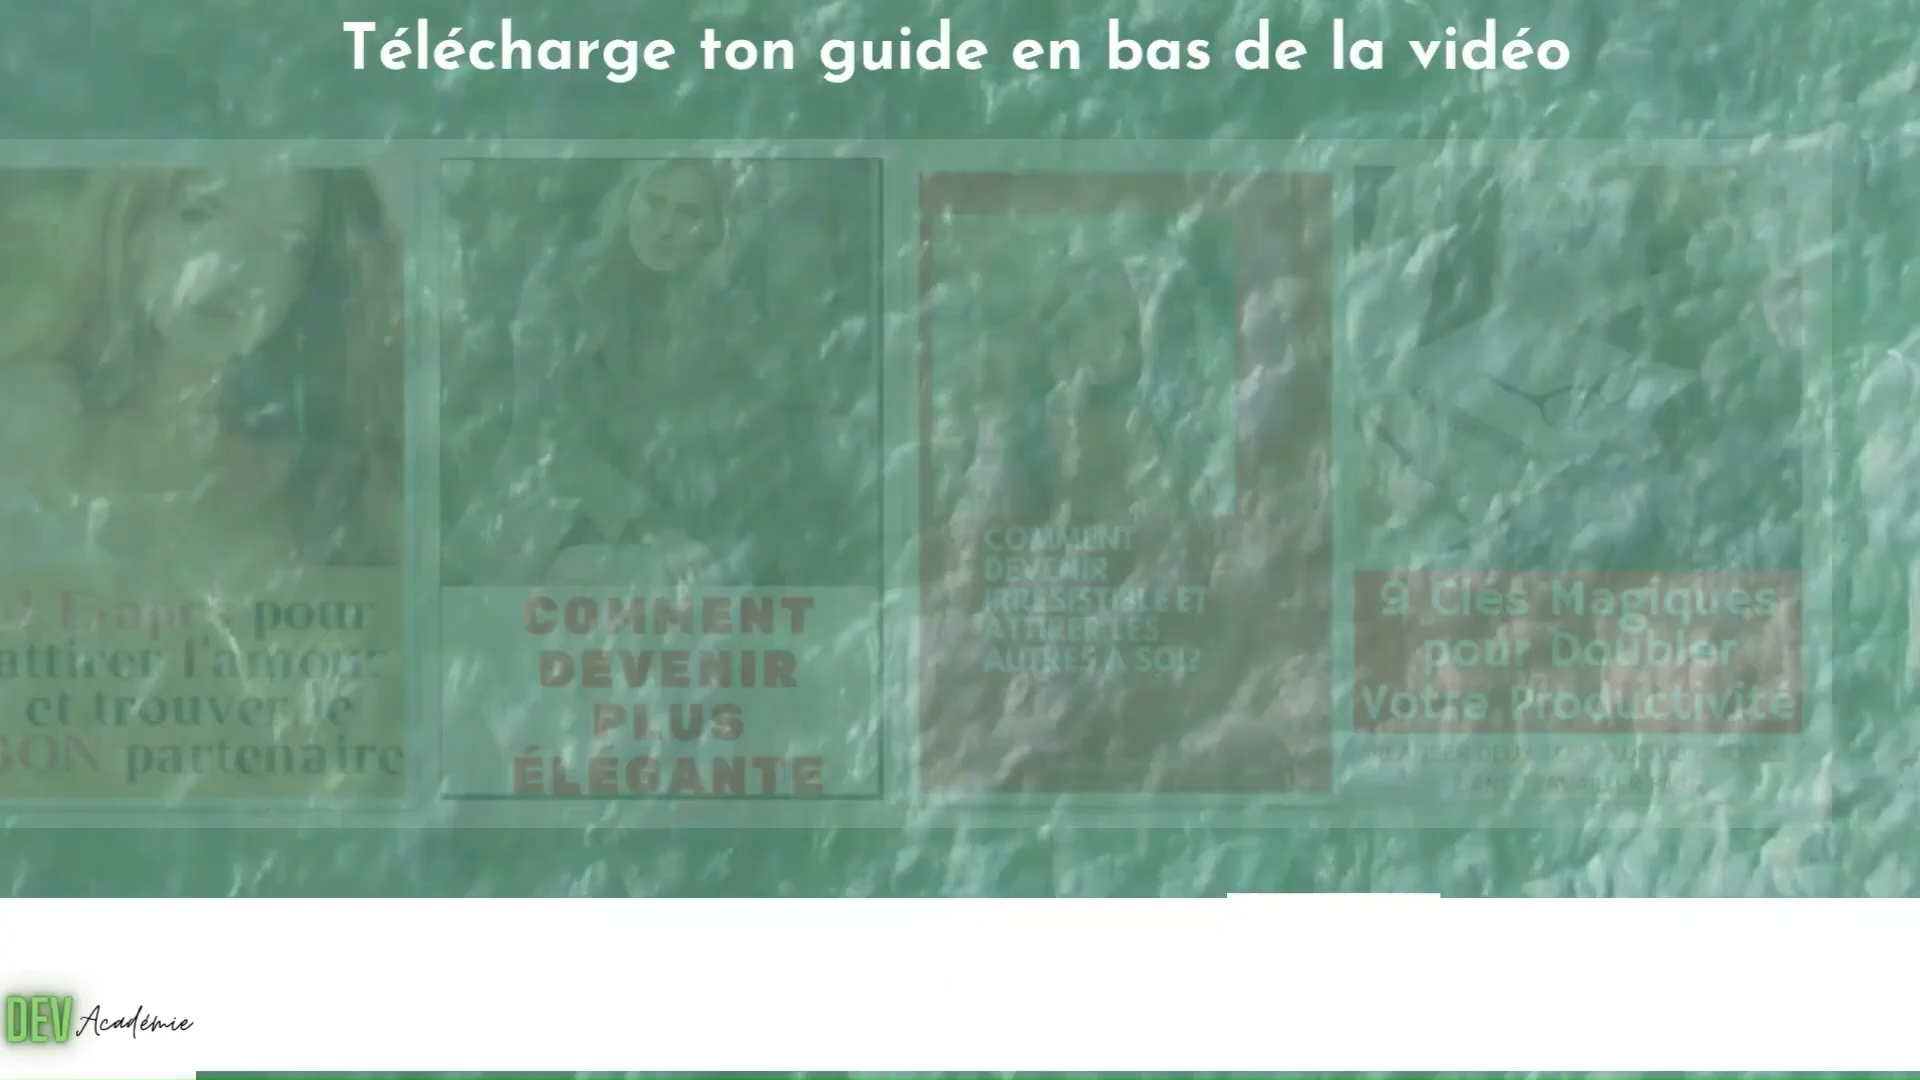 Télécharge ton guide en bas de la vidéo
Étapes pour
attirer l'amour
et trouver le
BON partenaire
COMMENT
DEVENIR
PLUS
ÉLÉGANTE
COMMENT
DEVENIR
IRRÉSISTIBLE ET
ATTIRER LES
AUTRES À SOI?
9 Clés Magiques
pour Doubler
Votre Productivité
DEV Académie